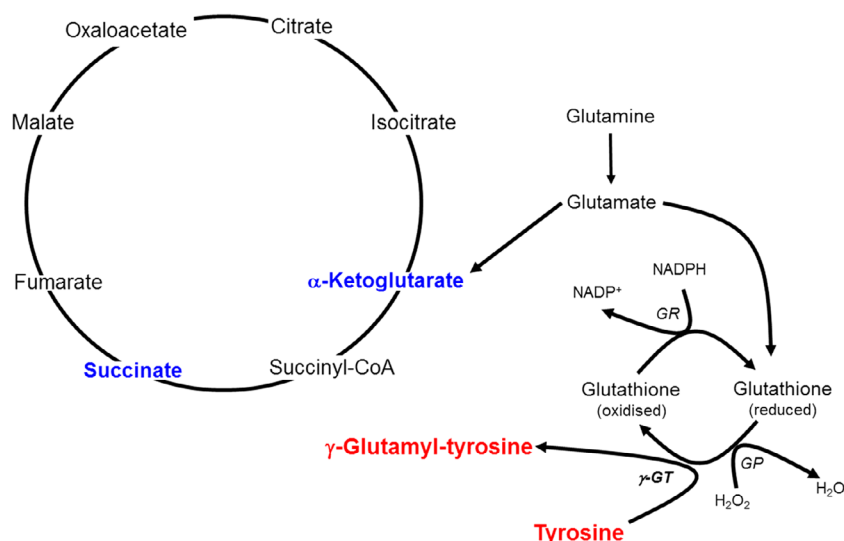 Oxaloacetate
Citrate
Malate
Isocitrate
Fumarate
α-Ketoglutarate
Succinate
Succinyl-CoA
Glutamine
Glutamate
NADPH
NADP⁺
GR
Glutathione
(oxidised)
Glutathione
(reduced)
γ-Glutamyl-tyrosine
γ-GT
GP
H₂O₂
H₂O
Tyrosine